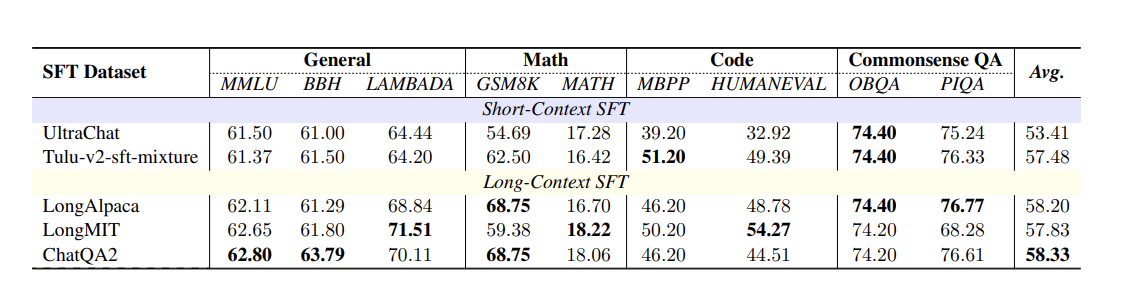 SFT Dataset General Math Code Commonsense QA Avg.
MMLU BBH LAMBADA GSM8K MATH MBPP HUMANEVAL OBQA PIQA
Short-Context SFT
UltraChat 61.50 61.00 64.44 54.69 17.28 39.20 32.92 74.40 75.24 53.41
Tulu-v2-sft-mixture 61.37 61.50 64.20 62.50 16.42 51.20 49.39 74.40 76.33 57.48
Long-Context SFT
LongAlpaca 62.11 61.29 68.84 68.75 16.70 46.20 48.78 74.40 76.77 58.20
LongMIT 62.65 61.80 71.51 59.38 18.22 50.20 54.27 74.20 68.28 57.83
ChatQA2 62.80 63.79 70.11 68.75 18.06 46.20 44.51 74.20 76.61 58.33